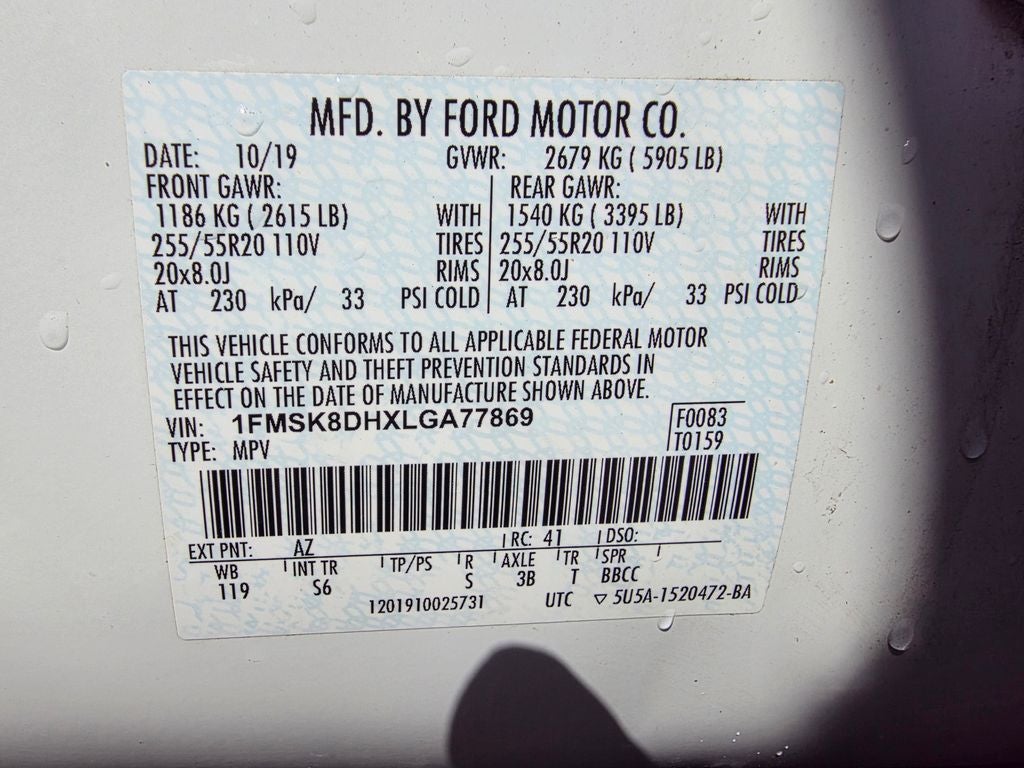 MFD. BY FORD MOTOR CO.
DATE: 10/19 GVWR: 2679 KG ( 5905 LB)
FRONT GAWR: REAR GAWR:
1186 KG ( 2615 LB) WITH 1540 KG ( 3395 LB) WITH
255/55R20 110V TIRES 255/55R20 110V TIRES
20x8.0J RIMS 20x8.0J RIMS
AT 230 kPa/ 33 PSI COLD AT 230 kPa/ 33 PSI COLD
THIS VEHICLE CONFORMS TO ALL APPLICABLE FEDERAL MOTOR
VEHICLE SAFETY AND THEFT PREVENTION STANDARDS IN
EFFECT ON THE DATE OF MANUFACTURE SHOWN ABOVE.
VIN: 1FMSK8DHXLGA77869 F0083
TYPE: MPV T0159
EXT PNT: AZ RC: 41 DSO:
WB INT TR TP/PS R AXLE TR SPR
119 S6 S 3B T BBCC
1201910025731 UTC ▽ 5U5A-1520472-BA